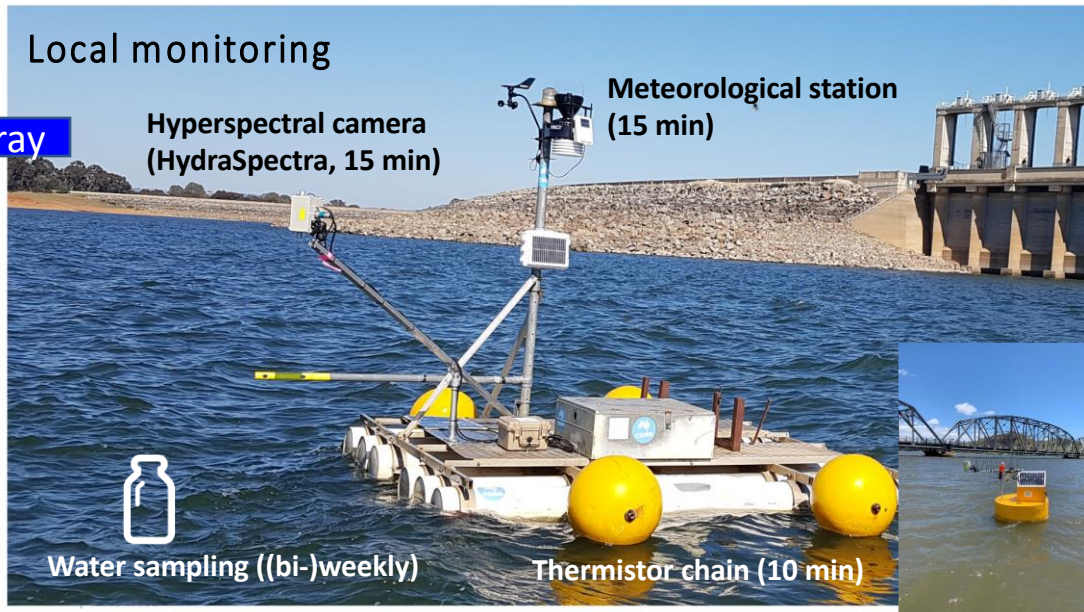 Local monitoring
ray
Hyperspectral camera
(HydraSpectra, 15 min)
Meteorological station
(15 min)
Water sampling ((bi-)weekly)
Thermistor chain (10 min)